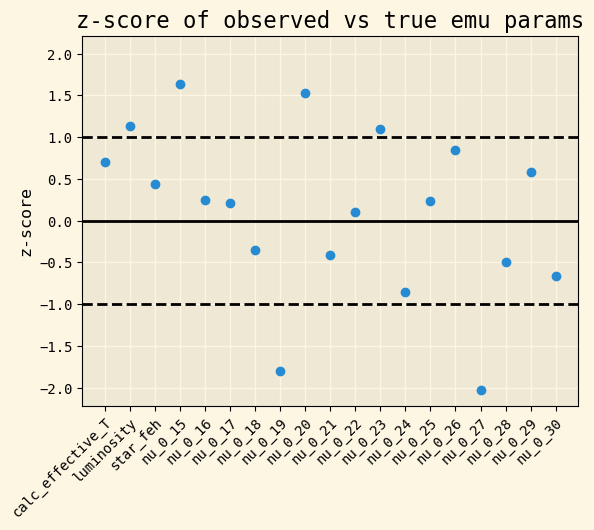 z-score of observed vs true emu params
z-score
2.0
1.5
1.0
0.5
0.0
−0.5
−1.0
−1.5
−2.0
calc_effective_T
luminosity
star_feh
nu_0_15
nu_0_16
nu_0_17
nu_0_18
nu_0_19
nu_0_20
nu_0_21
nu_0_22
nu_0_23
nu_0_24
nu_0_25
nu_0_26
nu_0_27
nu_0_28
nu_0_29
nu_0_30